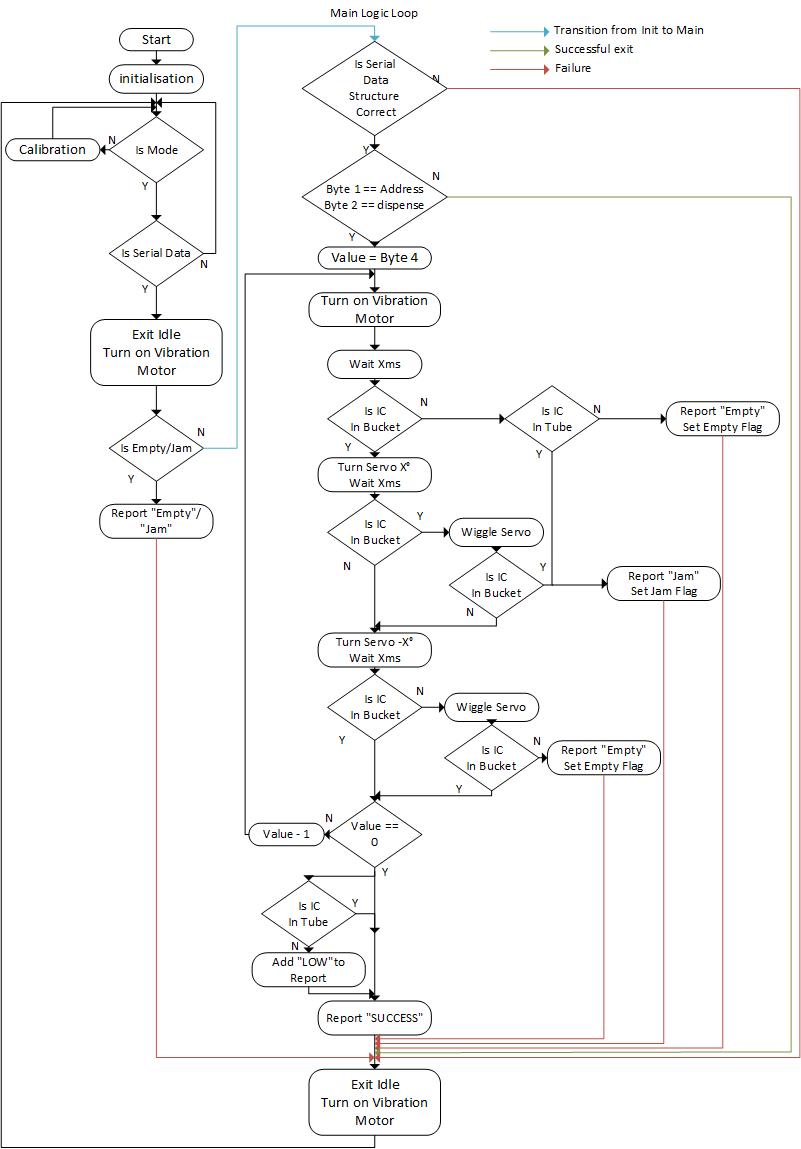 Main Logic Loop
Transition from Init to Main
Successful exit
Failure
Start
initialisation
Is Mode
N
Y
Calibration
Is Serial Data
N
Y
Exit Idle
Turn on Vibration
Motor
Is Empty/Jam
N
Y
Report "Empty"/
"Jam"
Is Serial
Data
Structure
Correct
N
Y
Byte 1 == Address
Byte 2 == dispense
N
Y
Value = Byte 4
Turn on Vibration
Motor
Wait Xms
Is IC
In Bucket
N
Y
Is IC
In Tube
N
Y
Report "Empty"
Set Empty Flag
Turn Servo X°
Wait Xms
Is IC
In Bucket
Y
N
Wiggle Servo
Is IC
In Bucket
Y
N
Report "Jam"
Set Jam Flag
Turn Servo -X°
Wait Xms
Is IC
In Bucket
N
Y
Wiggle Servo
Is IC
In Bucket
N
Y
Report "Empty"
Set Empty Flag
Value ==
0
N
Y
Value - 1
Is IC
In Tube
Y
N
Add "LOW"to
Report
Report "SUCCESS"
Exit Idle
Turn on Vibration
Motor